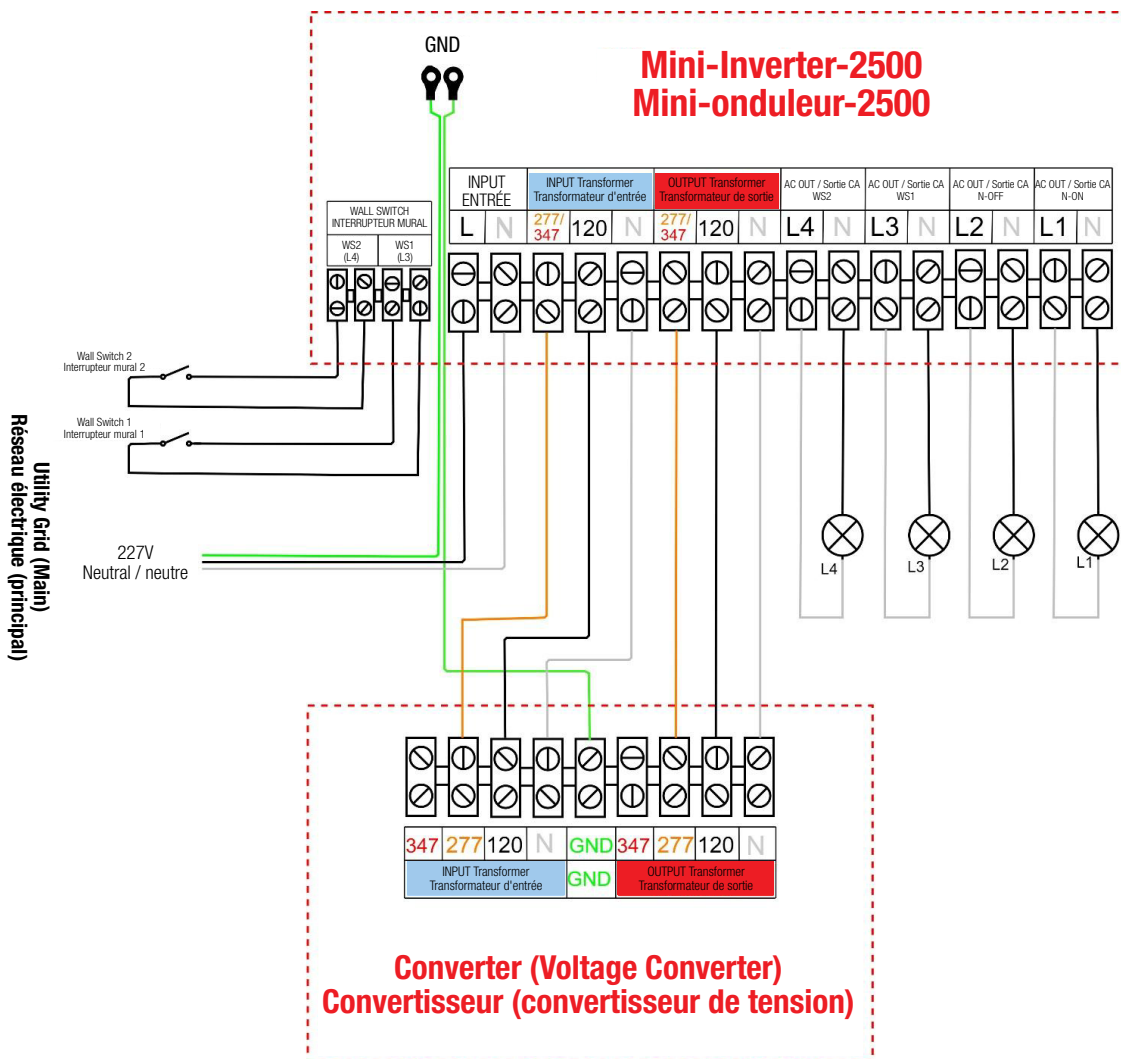 GND
Mini-Inverter-2500
Mini-onduleur-2500
WALL SWITCH
INTERRUPTEUR MURAL
WS2
(L4)
WS1
(L3)
INPUT
ENTRÉE
INPUT Transformer
Transformateur d'entrée
OUTPUT Transformer
Transformateur de sortie
AC OUT / Sortie CA
WS2
AC OUT / Sortie CA
WS1
AC OUT / Sortie CA
N-OFF
AC OUT / Sortie CA
N-ON
L N 277/ 347 120 N 277/ 347 120 N L4 N L3 N L2 N L1 N
Wall Switch 2
Interrupteur mural 2
Wall Switch 1
Interrupteur mural 1
Utility Grid (Main)
Réseau électrique (principal)
227V
Neutral / neutre
L4 L3 L2 L1
347 277 120 N GND 347 277 120 N
INPUT Transformer
Transformateur d'entrée
GND
OUTPUT Transformer
Transformateur de sortie
Converter (Voltage Converter)
Convertisseur (convertisseur de tension)